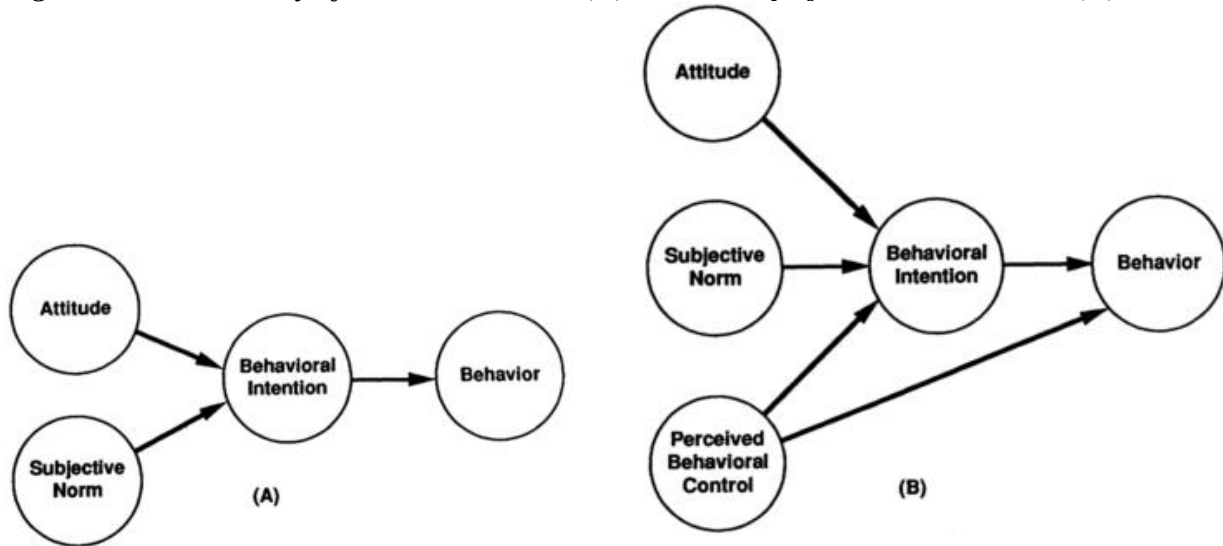 Attitude
Subjective
Norm
Behavioral
Intention
Behavior
(A)
Attitude
Subjective
Norm
Behavioral
Intention
Behavior
Perceived
Behavioral
Control
(B)